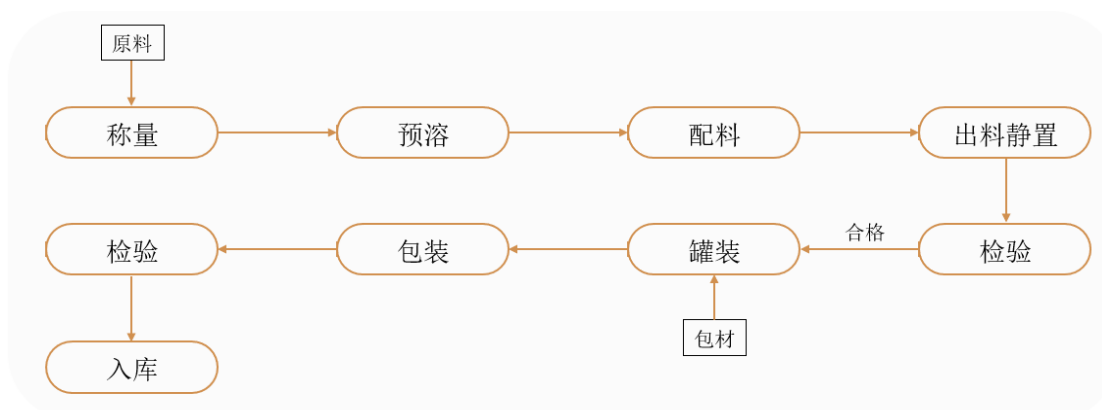 原料
称量
预溶
配料
出料静置
检验
合格
罐装
包材
包装
检验
入库